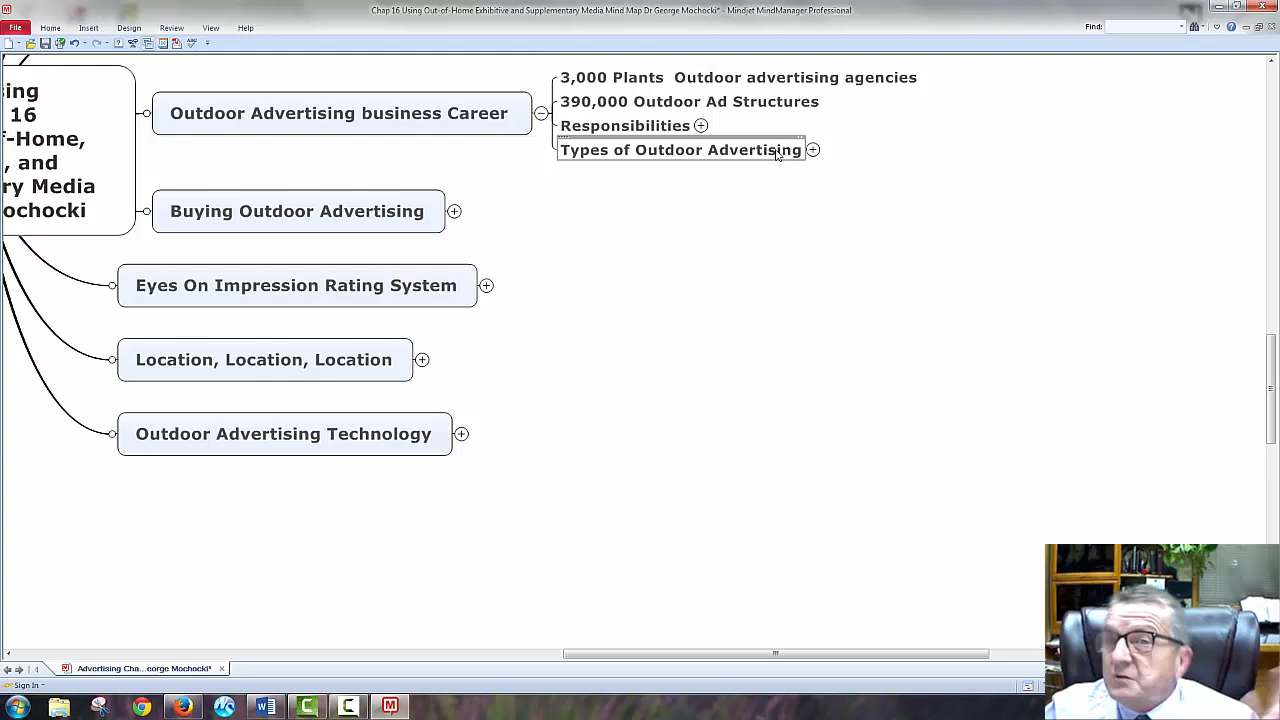 Chap 16 Using Out-of-Home Exhibitive and Supplementary Media Mind Map Dr George Mochocki* - Mindjet MindManager Professional
File Home Insert Design Review View Help Find:
ing
16
f-Home,
, and
ry Media
ochocki
Outdoor Advertising business Career
3,000 Plants Outdoor advertising agencies
390,000 Outdoor Ad Structures
Responsibilities
Types of Outdoor Advertising
Buying Outdoor Advertising
Eyes On Impression Rating System
Location, Location, Location
Outdoor Advertising Technology
Advertising Cha...eorge Mochocki*
Sign In